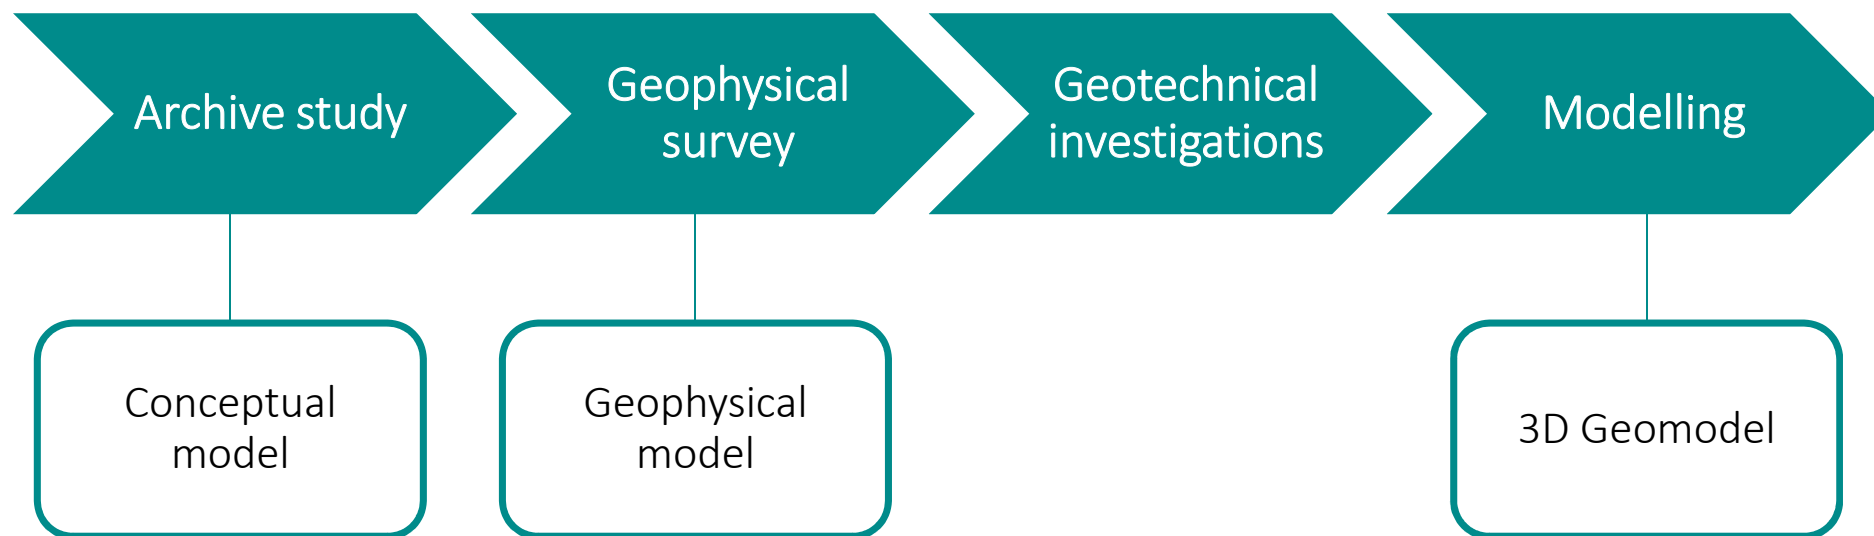 Archive study
Geophysical
survey
Geotechnical
investigations
Modelling
Conceptual
model
Geophysical
model
3D Geomodel